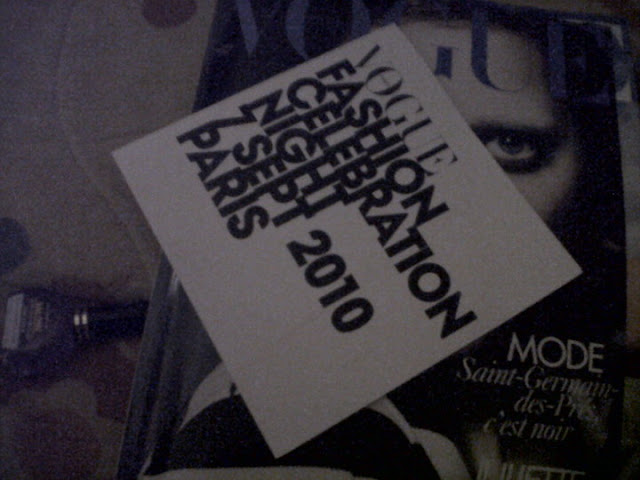 VOGUE
VOGUE
FASHION
CELEBRATION
NIGHT
7 SEPT 2010
PARIS
MODE
Saint-Germain-
des-Prés
c'est noir